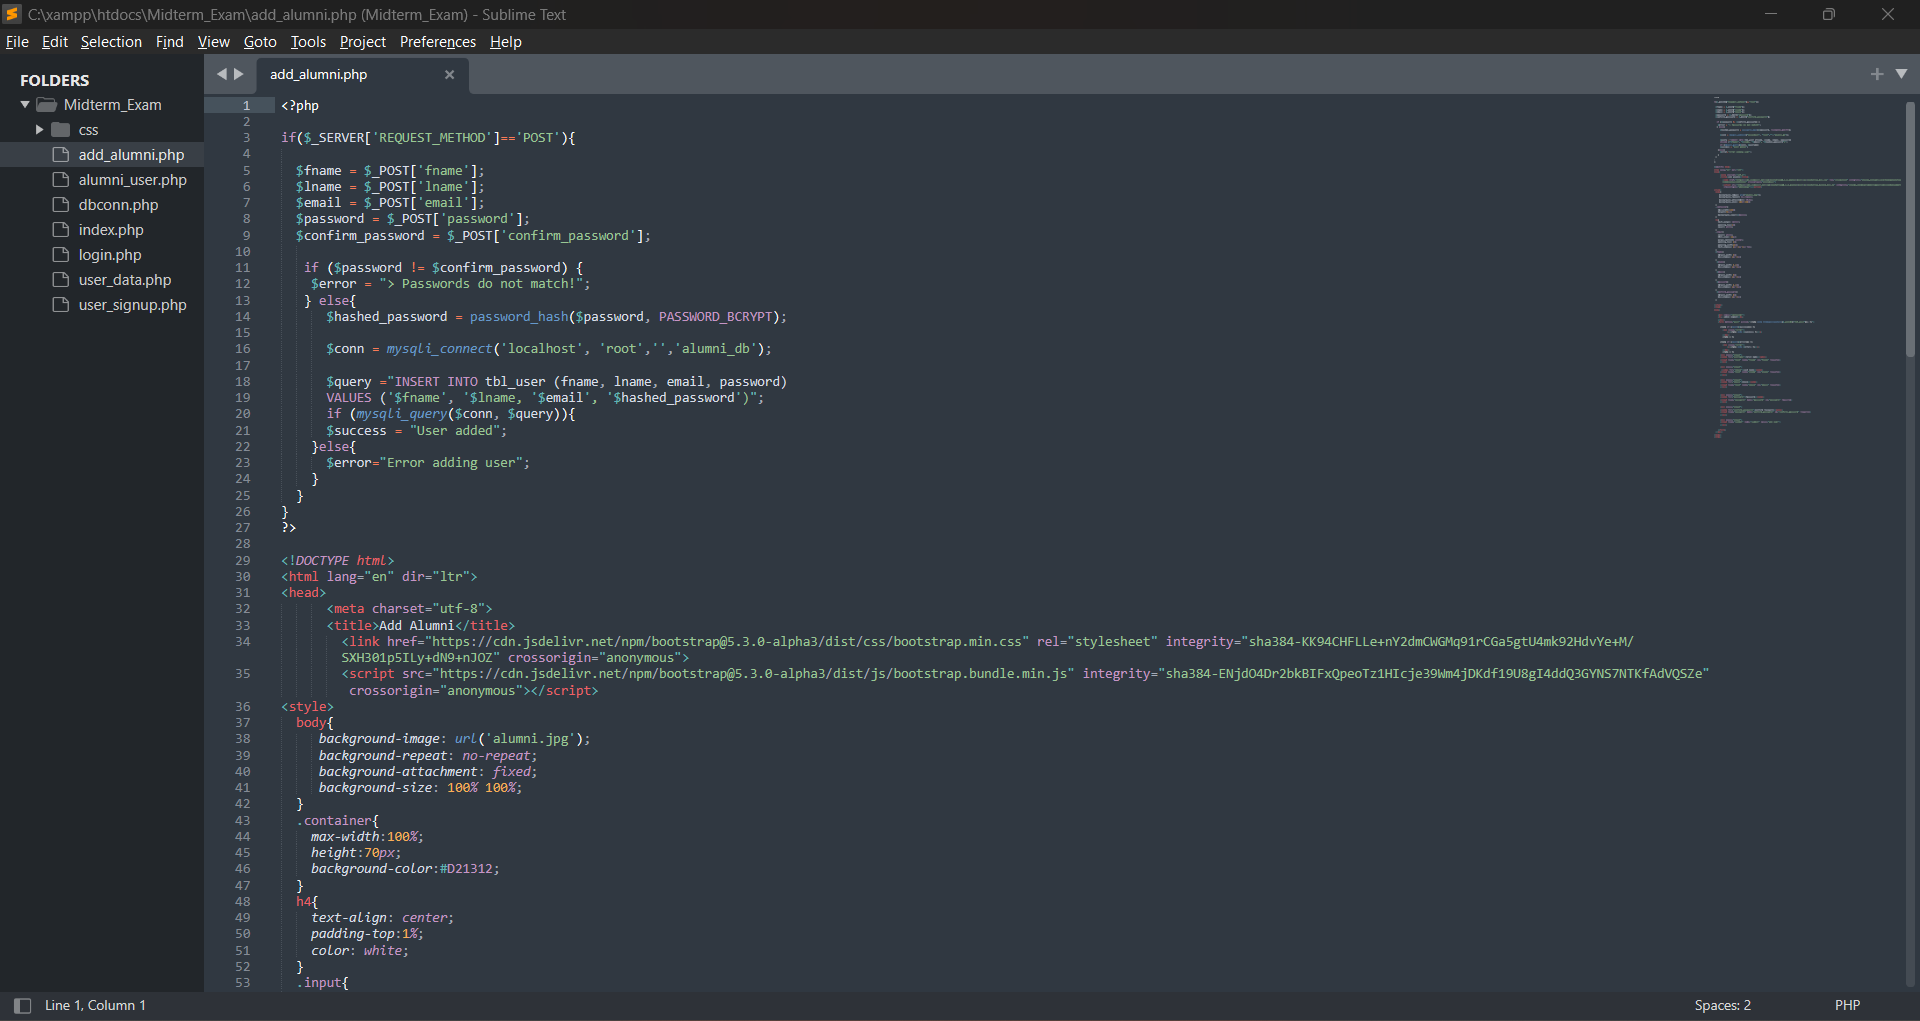 C:\xampp\htdocs\Midterm_Exam\add_alumni.php (Midterm_Exam) - Sublime Text
File Edit Selection Find View Goto Tools Project Preferences Help
FOLDERS
Midterm_Exam
css
add_alumni.php
alumni_user.php
dbconn.php
index.php
login.php
user_data.php
user_signup.php
add_alumni.php
1 <?php
2
3 if($_SERVER['REQUEST_METHOD']=='POST'){
4
5 $fname = $_POST['fname'];
6 $lname = $_POST['lname'];
7 $email = $_POST['email'];
8 $password = $_POST['password'];
9 $confirm_password = $_POST['confirm_password'];
10
11 if ($password != $confirm_password) {
12 $error = "> Passwords do not match!";
13 } else{
14 $hashed_password = password_hash($password, PASSWORD_BCRYPT);
15
16 $conn = mysqli_connect('localhost', 'root','','alumni_db');
17
18 $query ="INSERT INTO tbl_user (fname, lname, email, password)
19 VALUES ('$fname', '$lname, '$email', '$hashed_password')";
20 if (mysqli_query($conn, $query)){
21 $success = "User added";
22 }else{
23 $error="Error adding user";
24 }
25 }
26 }
27 ?>
28
29 <!DOCTYPE html>
30 <html lang="en" dir="ltr">
31 <head>
32 <meta charset="utf-8">
33 <title>Add Alumni</title>
34 <link href="https://cdn.jsdelivr.net/npm/bootstrap@5.3.0-alpha3/dist/css/bootstrap.min.css" rel="stylesheet" integrity="sha384-KK94CHFLLe+nY2dmCWGMq91rCGa5gtU4mk92HdvYe+M/
SXH301p5ILy+dN9+nJOZ" crossorigin="anonymous">
35 <script src="https://cdn.jsdelivr.net/npm/bootstrap@5.3.0-alpha3/dist/js/bootstrap.bundle.min.js" integrity="sha384-ENjdO4Dr2bkBIFxQpeoTz1HIcje39Wm4jDKdf19U8gI4ddQ3GYNS7NTKfAdVQSZe"
crossorigin="anonymous"></script>
36 <style>
37 body{
38 background-image: url('alumni.jpg');
39 background-repeat: no-repeat;
40 background-attachment: fixed;
41 background-size: 100% 100%;
42 }
43 .container{
44 max-width:100%;
45 height:70px;
46 background-color:#D21312;
47 }
48 h4{
49 text-align: center;
50 padding-top:1%;
51 color: white;
52 }
53 .input{
Line 1, Column 1
Spaces: 2
PHP